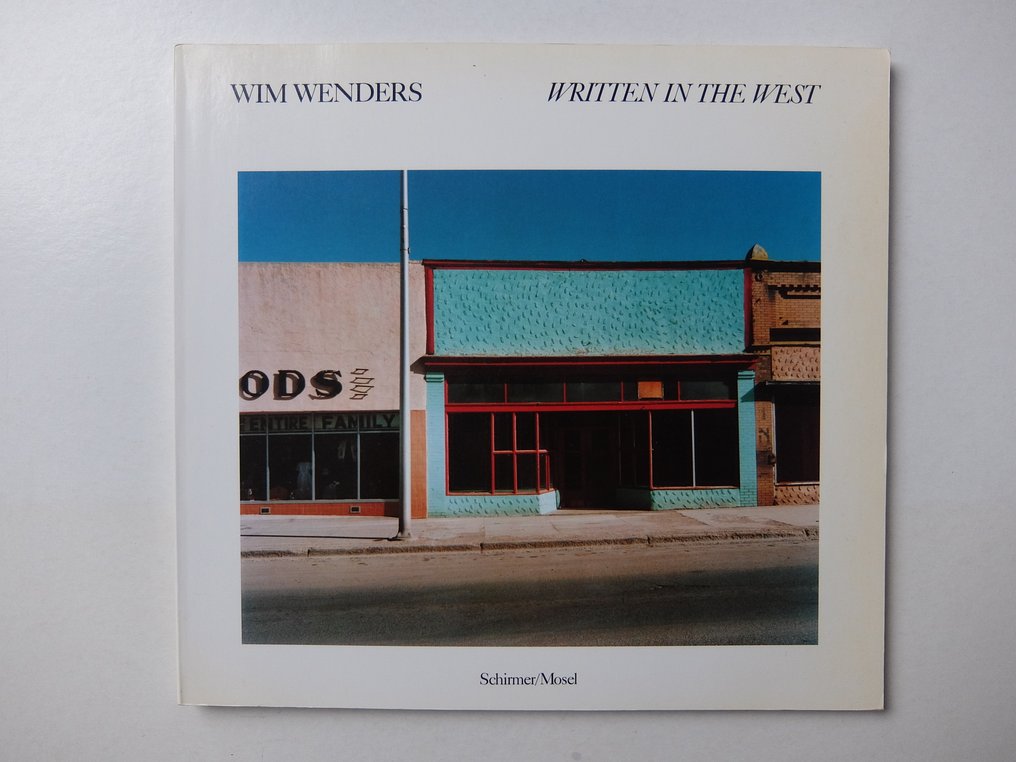 WIM WENDERS
WRITTEN IN THE WEST
ODS
ENTIRE FAMILY
Schirmer/Mosel